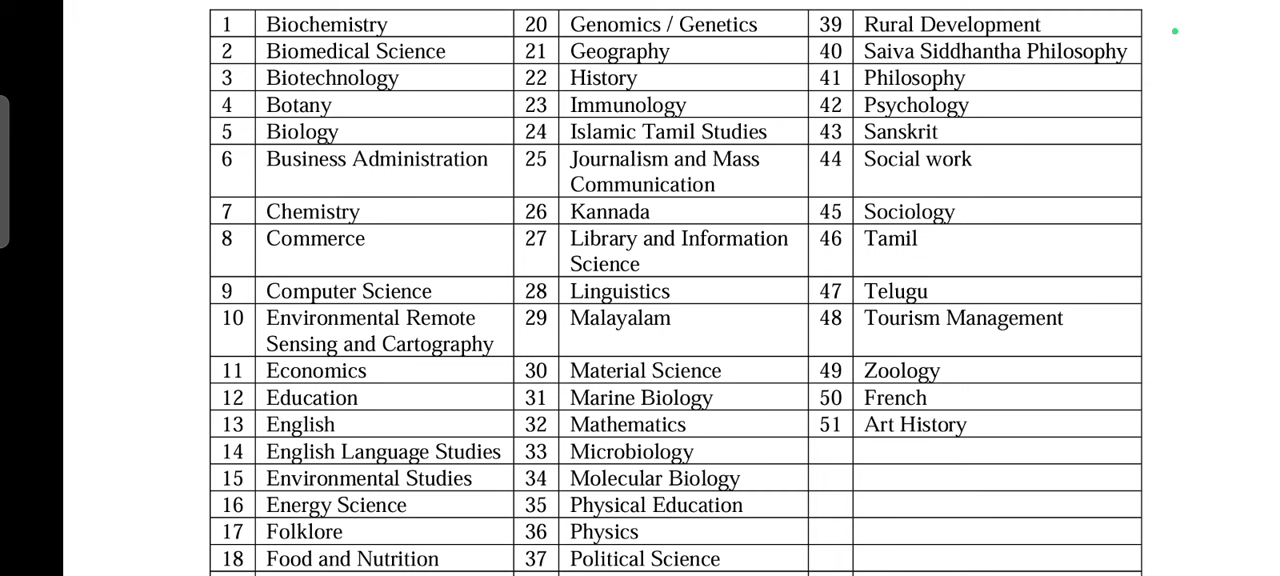 1 Biochemistry 20 Genomics / Genetics 39 Rural Development
2 Biomedical Science 21 Geography 40 Saiva Siddhantha Philosophy
3 Biotechnology 22 History 41 Philosophy
4 Botany 23 Immunology 42 Psychology
5 Biology 24 Islamic Tamil Studies 43 Sanskrit
6 Business Administration 25 Journalism and Mass 44 Social work
Communication
7 Chemistry 26 Kannada 45 Sociology
8 Commerce 27 Library and Information 46 Tamil
Science
9 Computer Science 28 Linguistics 47 Telugu
10 Environmental Remote 29 Malayalam 48 Tourism Management
Sensing and Cartography
11 Economics 30 Material Science 49 Zoology
12 Education 31 Marine Biology 50 French
13 English 32 Mathematics 51 Art History
14 English Language Studies 33 Microbiology
15 Environmental Studies 34 Molecular Biology
16 Energy Science 35 Physical Education
17 Folklore 36 Physics
18 Food and Nutrition 37 Political Science